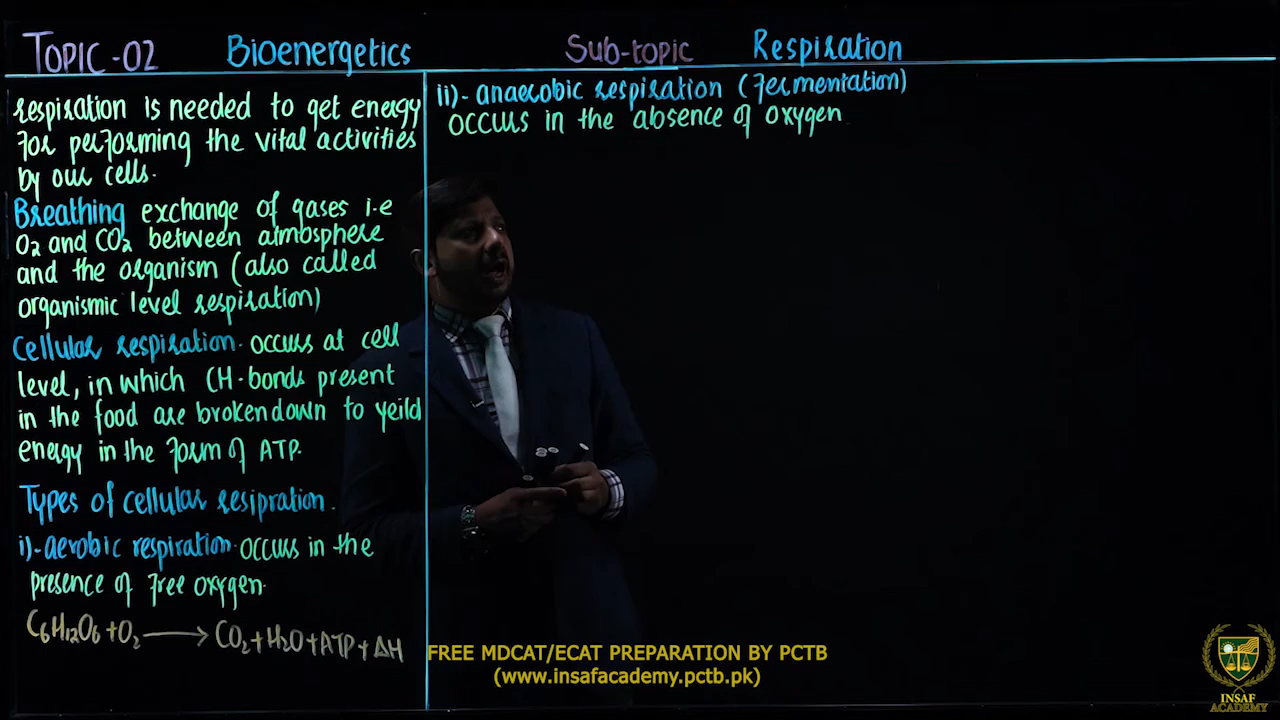 TOPIC-02 Bioenergetics Sub-topic Respiration
respiration is needed to get energy
for performing the vital activities
by our cells.
Breathing exchange of gases i.e
O₂ and CO₂ between atmosphere
and the organism (also called
organismic level respiration)
Cellular respiration. occurs at cell
level, in which CH-bonds present
in the food are brokendown to yeild
energy in the form of ATP.
Types of cellular resipration.
i)- aerobic respiration. occurs in the
presence of free oxygen.
C₆H₁₂O₆ + O₂ ⟶ CO₂ + H₂O + ATP + ΔH
ii)- anaerobic respiration (fermentation)
occurs in the absence of oxygen
FREE MDCAT/ECAT PREPARATION BY PCTB
(www.insafacademy.pctb.pk)
INSAF
ACADEMY